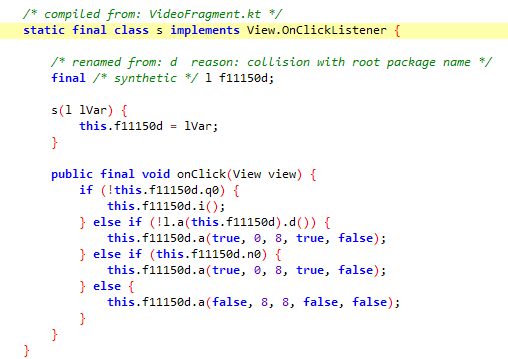 /* compiled from: VideoFragment.kt */
static final class s implements View.OnClickListener {
/* renamed from: d  reason: collision with root package name */
final /* synthetic */ l f11150d;
s(l lVar) {
this.f11150d = lVar;
}
public final void onClick(View view) {
if (!this.f11150d.q0) {
this.f11150d.i();
} else if (!l.a(this.f11150d).d()) {
this.f11150d.a(true, 0, 8, true, false);
} else if (this.f11150d.n0) {
this.f11150d.a(true, 0, 8, true, false);
} else {
this.f11150d.a(false, 8, 8, false, false);
}
}
}